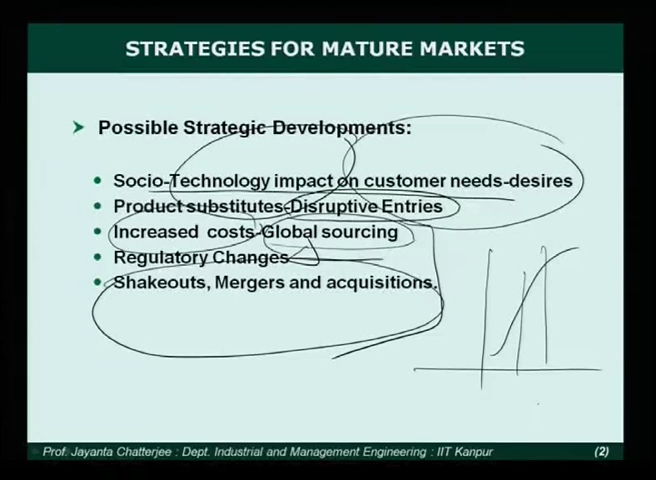 STRATEGIES FOR MATURE MARKETS
Possible Strategic Developments:
Socio-Technology impact on customer needs-desires
Product substitutes-Disruptive Entries
Increased costs-Global sourcing
Regulatory Changes
Shakeouts, Mergers and acquisitions.
Prof. Jayanta Chatterjee : Dept. Industrial and Management Engineering : IIT Kanpur (2)